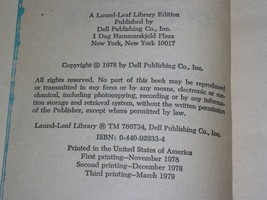 A Laurel-Leaf Library Edition
Published by
Dell Publishing Co., Inc.
1 Dag Hammarskjold Plaza
New York, New York 10017
Copyright © 1978 by Dell Publishing Co., Inc.
All rights reserved. No part of this book may be reproduced
or transmitted in any form or by any means, electronic or me-
chanical, including photocopying, recording or by any informa-
tion storage and retrieval system, without the written permission
of the Publisher, except where permitted by law.
Laurel-Leaf Library ® TM 766734, Dell Publishing Co., Inc.
ISBN: 0-440-92933-4
Printed in the United States of America
First printing—November 1978
Second printing—December 1978
Third printing—March 1979